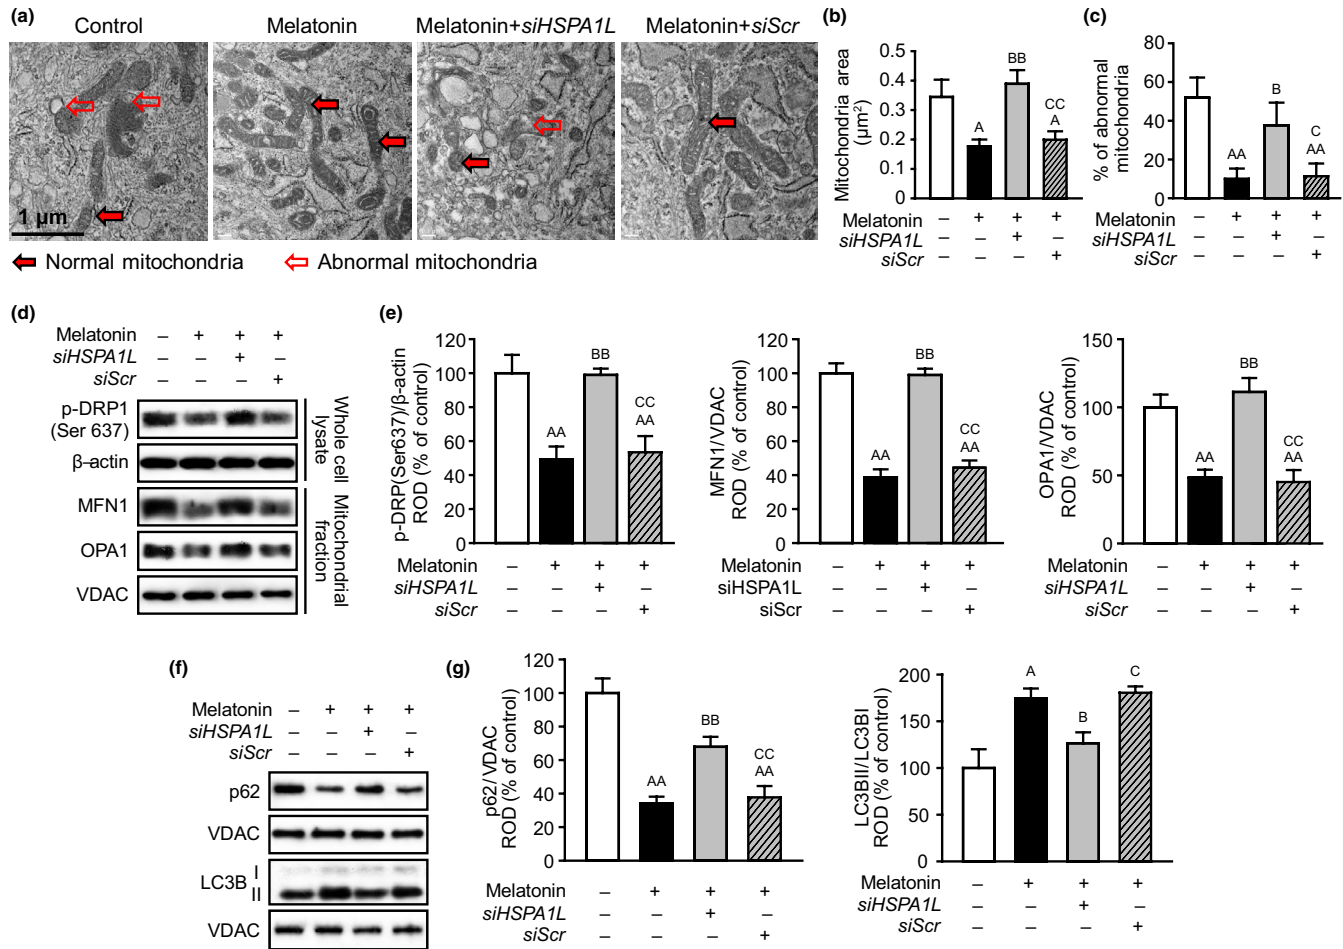 (a)
Control
Melatonin
Melatonin+siHSPA1L
Melatonin+siScr
1 µm
Normal mitochondria
Abnormal mitochondria
(b)
Mitochondria area
(µm²)
0.5
0.4
0.3
0.2
0.1
0
A
BB
CC
A
Melatonin – + + +
siHSPA1L – – + –
siScr – – – +
(c)
% of abnormal
mitochondria
80
60
40
20
0
AA
B
C
AA
– + + +
Melatonin
siHSPA1L – – + –
siScr – – – +
(d)
Melatonin – + + +
siHSPA1L – – + –
siScr – – – +
p-DRP1
(Ser 637)
β-actin
MFN1
OPA1
VDAC
Whole cell
lysate
Mitochondrial
fraction
(e)
p-DRP(Ser637)/β-actin
ROD (% of control)
120
100
80
60
40
20
0
AA
BB
CC
AA
Melatonin – + + +
siHSPA1L – – + –
siScr – – – +
MFN1/VDAC
ROD (% of control)
120
100
80
60
40
20
0
AA
BB
CC
AA
Melatonin – + + +
siHSPA1L – – + –
siScr – – – +
OPA1/VDAC
ROD (% of control)
150
100
50
0
AA
BB
CC
AA
Melatonin – + + +
siHSPA1L – – + –
siScr – – – +
(f)
Melatonin – + + +
siHSPA1L – – + –
siScr – – – +
p62
VDAC
LC3B I
II
VDAC
(g)
p62/ VDAC
ROD (% of control)
120
100
80
60
40
20
0
AA
BB
CC
AA
Melatonin – + + +
siHSPA1L – – + –
siScr – – – +
LC3BII/LC3BI
ROD (% of control)
200
150
100
50
0
A
B
C
Melatonin – + + +
siHSPA1L – – + –
siScr – – – +